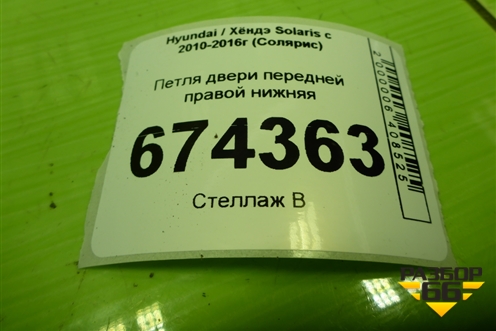 Hyundai / Хёндэ Solaris с
2010-2016г (Солярис)
Петля двери передней
правой нижняя
674363
Стеллаж В
2000006408525
РАЗБОР
66